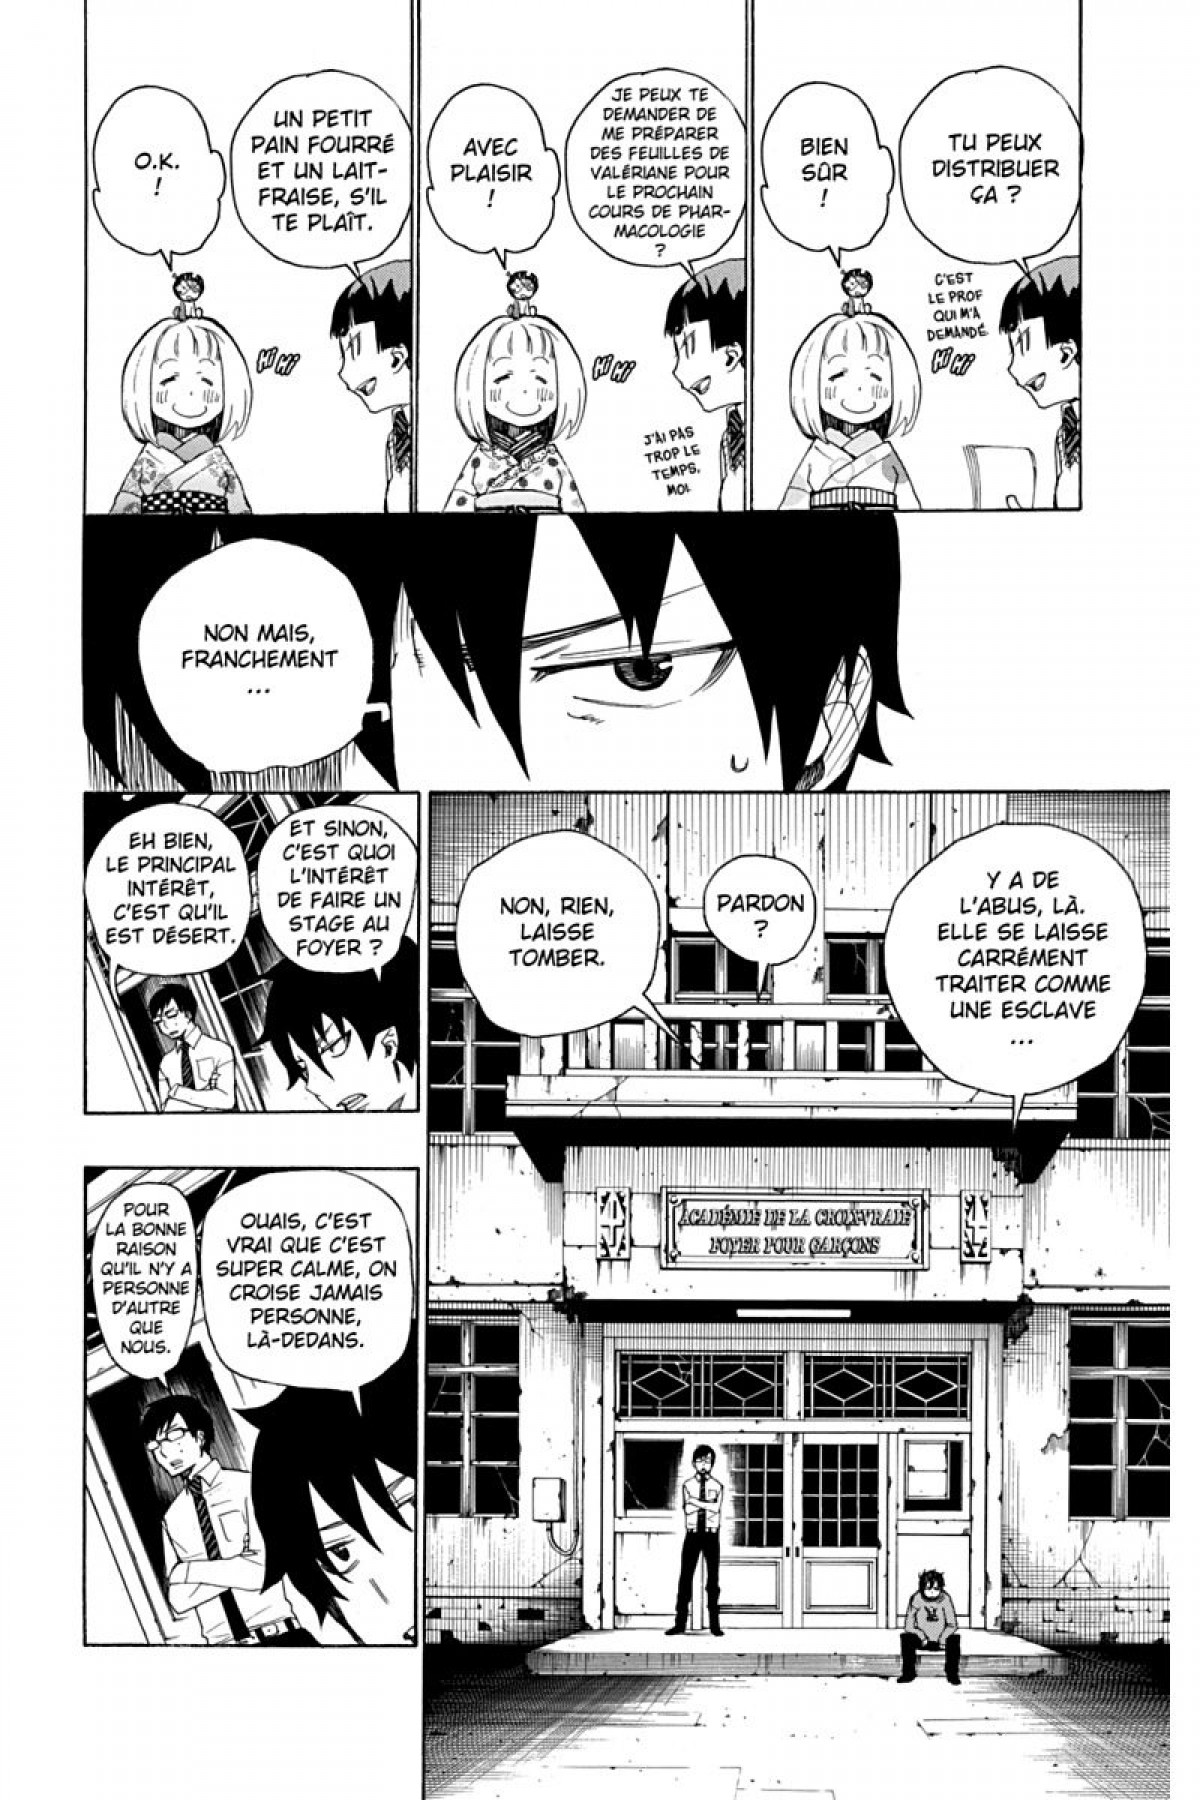 TU PEUX
DISTRIBUER
ÇA ?
C'EST
LE PROF
QUI M'A
DEMANDÉ.
BIEN
SÛR
!
HI HI
JE PEUX TE
DEMANDER DE
ME PRÉPARER
DES FEUILLES DE
VALÉRIANE POUR
LE PROCHAIN
COURS DE PHAR-
MACOLOGIE
?
J'AI PAS
TROP LE
TEMPS,
MOI.
AVEC
PLAISIR
!
HI HI
UN PETIT
PAIN FOURRÉ
ET UN LAIT-
FRAISE, S'IL
TE PLAÎT.
O.K.
!
HI HI
NON MAIS,
FRANCHEMENT
...
Y A DE
L'ABUS, LÀ.
ELLE SE LAISSE
CARRÉMENT
TRAITER COMME
UNE ESCLAVE
...
PARDON
?
NON, RIEN,
LAISSE
TOMBER.
ACADÉMIE DE LA CROIX-VRAIE
FOYER POUR GARÇONS
ET SINON,
C'EST QUOI
L'INTÉRÊT
DE FAIRE UN
STAGE AU
FOYER ?
EH BIEN,
LE PRINCIPAL
INTÉRÊT,
C'EST QU'IL
EST DÉSERT.
OUAIS, C'EST
VRAI QUE C'EST
SUPER CALME, ON
CROISE JAMAIS
PERSONNE,
LÀ-DEDANS.
POUR
LA BONNE
RAISON
QU'IL N'Y A
PERSONNE
D'AUTRE
QUE
NOUS.